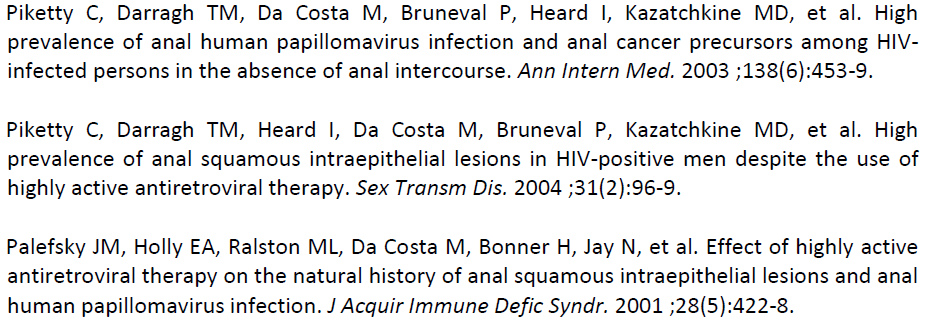 Piketty C, Darragh TM, Da Costa M, Bruneval P, Heard I, Kazatchkine MD, et al. High
prevalence of anal human papillomavirus infection and anal cancer precursors among HIV-
infected persons in the absence of anal intercourse. Ann Intern Med. 2003 ;138(6):453-9.
Piketty C, Darragh TM, Heard I, Da Costa M, Bruneval P, Kazatchkine MD, et al. High
prevalence of anal squamous intraepithelial lesions in HIV-positive men despite the use of
highly active antiretroviral therapy. Sex Transm Dis. 2004 ;31(2):96-9.
Palefsky JM, Holly EA, Ralston ML, Da Costa M, Bonner H, Jay N, et al. Effect of highly active
antiretroviral therapy on the natural history of anal squamous intraepithelial lesions and anal
human papillomavirus infection. J Acquir Immune Defic Syndr. 2001 ;28(5):422-8.